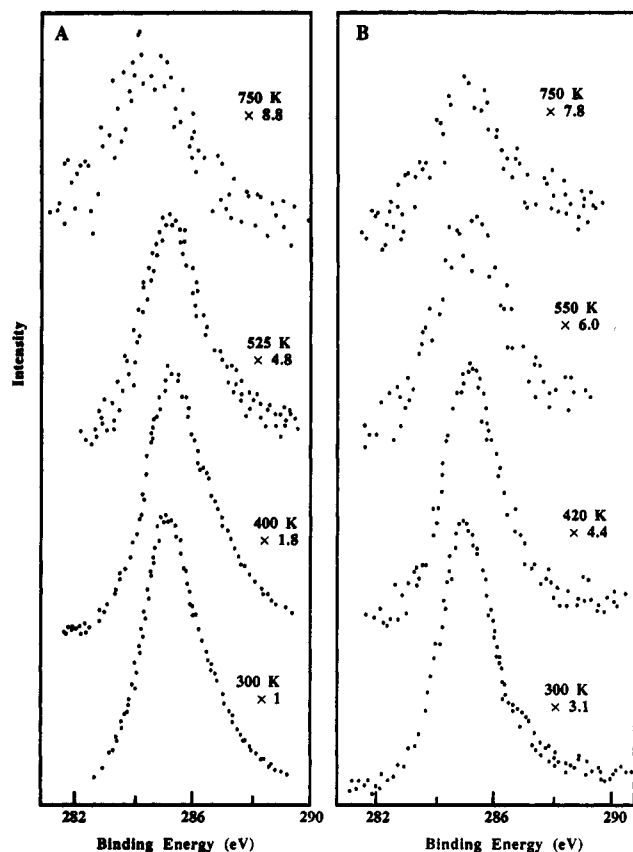 A
750 K
× 8.8
525 K
× 4.8
400 K
× 1.8
300 K
× 1
Intensity
282
286
290
Binding Energy (eV)
B
750 K
× 7.8
550 K
× 6.0
420 K
× 4.4
300 K
× 3.1
282
286
290
Binding Energy (eV)